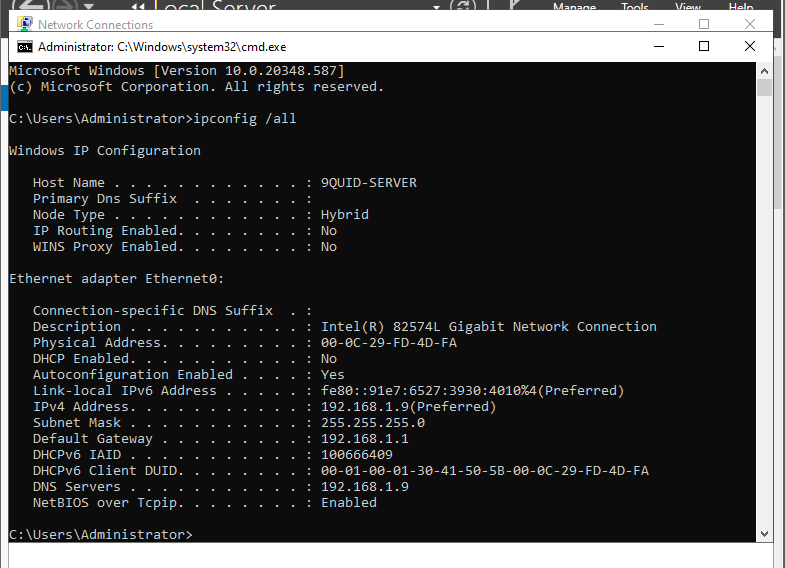 Local Server
Manage Tools View Help
Network Connections
Administrator: C:\Windows\system32\cmd.exe
Microsoft Windows [Version 10.0.20348.587]
(c) Microsoft Corporation. All rights reserved.
C:\Users\Administrator>ipconfig /all
Windows IP Configuration
Host Name . . . . . . . . . . . . : 9QUID-SERVER
Primary Dns Suffix  . . . . . . . :
Node Type . . . . . . . . . . . . : Hybrid
IP Routing Enabled. . . . . . . . : No
WINS Proxy Enabled. . . . . . . . : No
Ethernet adapter Ethernet0:
Connection-specific DNS Suffix  . :
Description . . . . . . . . . . . : Intel(R) 82574L Gigabit Network Connection
Physical Address. . . . . . . . . : 00-0C-29-FD-4D-FA
DHCP Enabled. . . . . . . . . . . : No
Autoconfiguration Enabled . . . . : Yes
Link-local IPv6 Address . . . . . : fe80::91e7:6527:3930:4010%4(Preferred)
IPv4 Address. . . . . . . . . . . : 192.168.1.9(Preferred)
Subnet Mask . . . . . . . . . . . : 255.255.255.0
Default Gateway . . . . . . . . . : 192.168.1.1
DHCPv6 IAID . . . . . . . . . . . : 100666409
DHCPv6 Client DUID. . . . . . . . : 00-01-00-01-30-41-50-5B-00-0C-29-FD-4D-FA
DNS Servers . . . . . . . . . . . : 192.168.1.9
NetBIOS over Tcpip. . . . . . . . : Enabled
C:\Users\Administrator>